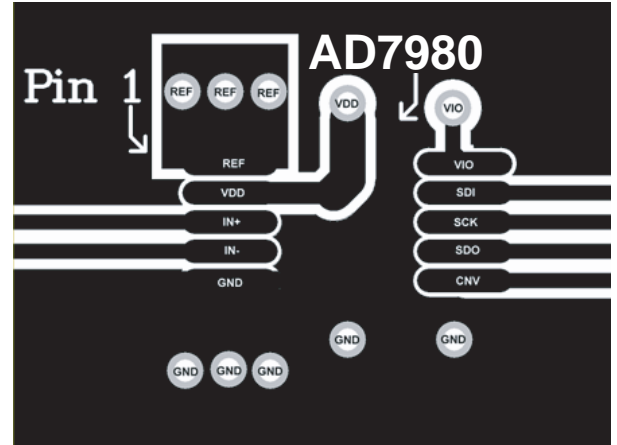 AD7980
Pin 1
REF REF REF
VDD
VIO
REF
VIO
VDD
SDI
IN+
SCK
IN-
SDO
GND
CNV
GND
GND
GND GND GND